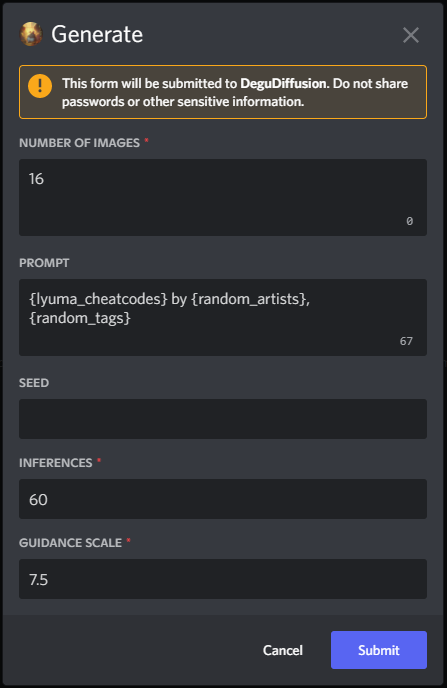 Generate
This form will be submitted to DeguDiffusion. Do not share
passwords or other sensitive information.
NUMBER OF IMAGES *
16
0
PROMPT
{lyuma_cheatcodes} by {random_artists},
{random_tags}
67
SEED
INFERENCES *
60
GUIDANCE SCALE *
7.5
Cancel
Submit